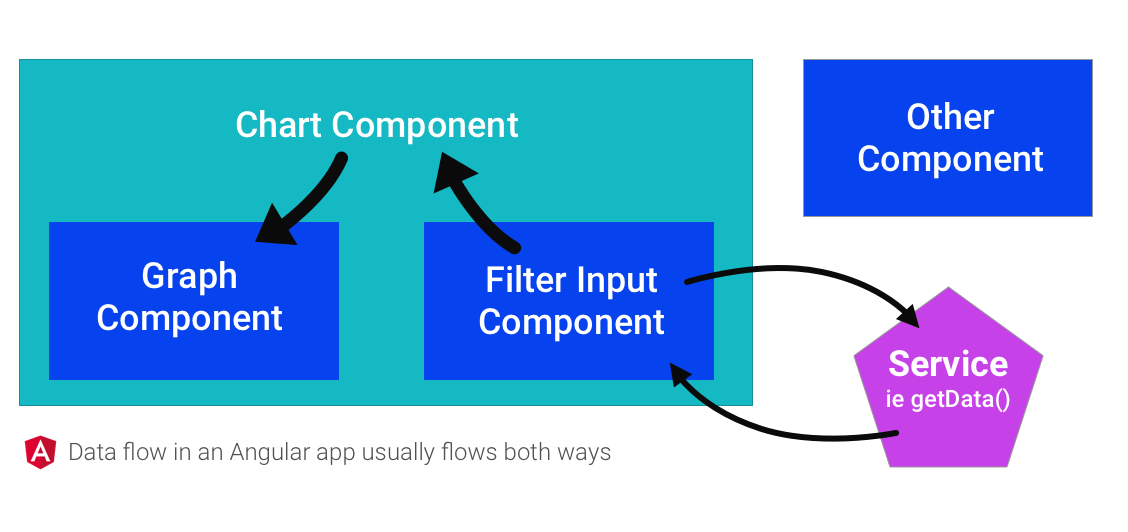 Chart Component
Other
Component
Graph
Component
Filter Input
Component
Service
ie getData()
A
Data flow in an Angular app usually flows both ways